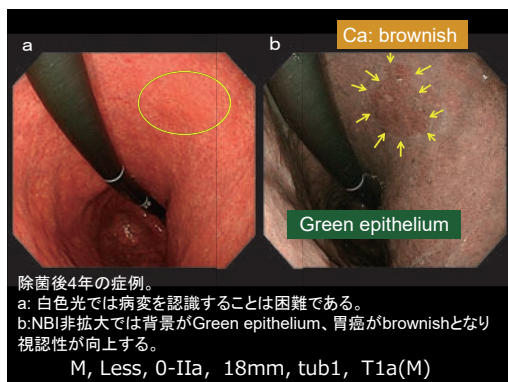 a
b
Ca: brownish
Green epithelium
除菌後4年の症例。
a: 白色光では病変を認識することは困難である。
b:NBI非拡大では背景がGreen epithelium、胃癌がbrownishとなり
視認性が向上する。
M, Less, 0-IIa, 18mm, tub1, T1a(M)